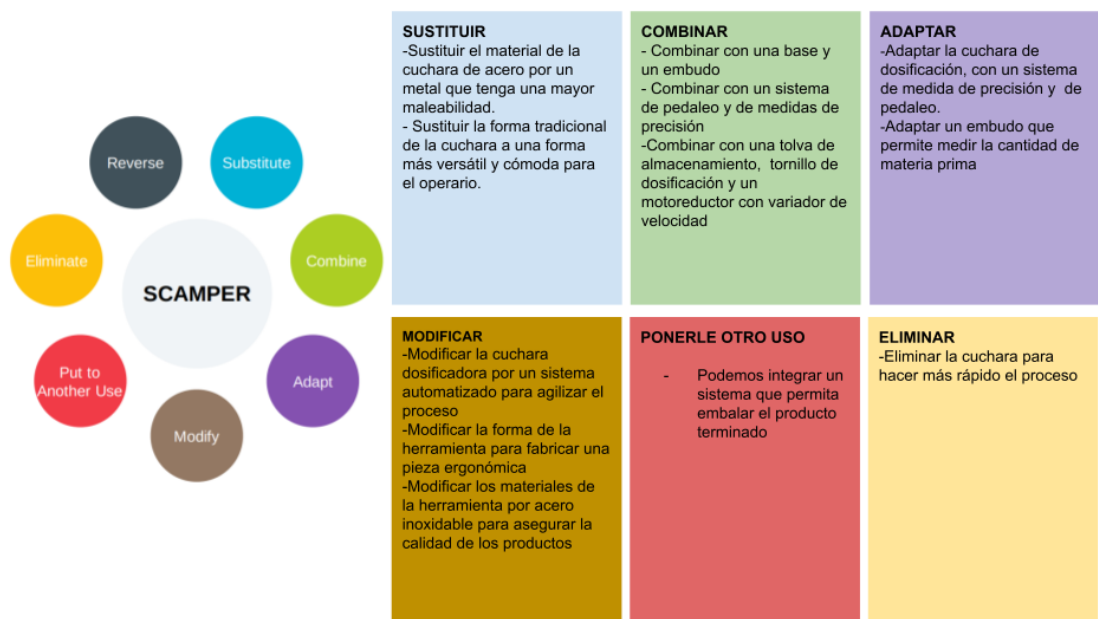 Reverse
Substitute
Eliminate
Combine
SCAMPER
Put to
Another Use
Adapt
Modify
SUSTITUIR
-Sustituir el material de la
cuchara de acero por un
metal que tenga una mayor
maleabilidad.
- Sustituir la forma tradicional
de la cuchara a una forma
más versátil y cómoda para
el operario.
COMBINAR
- Combinar con una base y
un embudo
- Combinar con un sistema
de pedaleo y de medidas de
precisión
-Combinar con una tolva de
almacenamiento,  tornillo de
dosificación y un
motoreductor con variador de
velocidad
ADAPTAR
-Adaptar la cuchara de
dosificación, con un sistema
de medida de precisión y  de
pedaleo.
-Adaptar un embudo que
permite medir la cantidad de
materia prima
MODIFICAR
-Modificar la cuchara
dosificadora por un sistema
automatizado para agilizar el
proceso
-Modificar la forma de la
herramienta para fabricar una
pieza ergonómica
-Modificar los materiales de
la herramienta por acero
inoxidable para asegurar la
calidad de los productos
PONERLE OTRO USO
- Podemos integrar un
sistema que permita
embalar el producto
terminado
ELIMINAR
-Eliminar la cuchara para
hacer más rápido el proceso